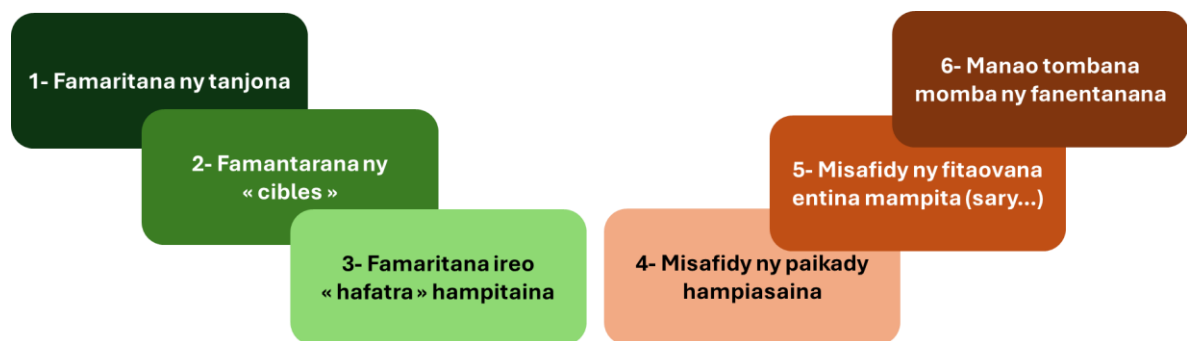 1- Famaritana ny tanjona
2- Famantarana ny
« cibles »
3- Famaritana ireo
« hafatra » hampitaina
4- Misafidy ny paikady
hampiasaina
5- Misafidy ny fitaovana
entina mampita (sary...)
6- Manao tombana
momba ny fanentanana